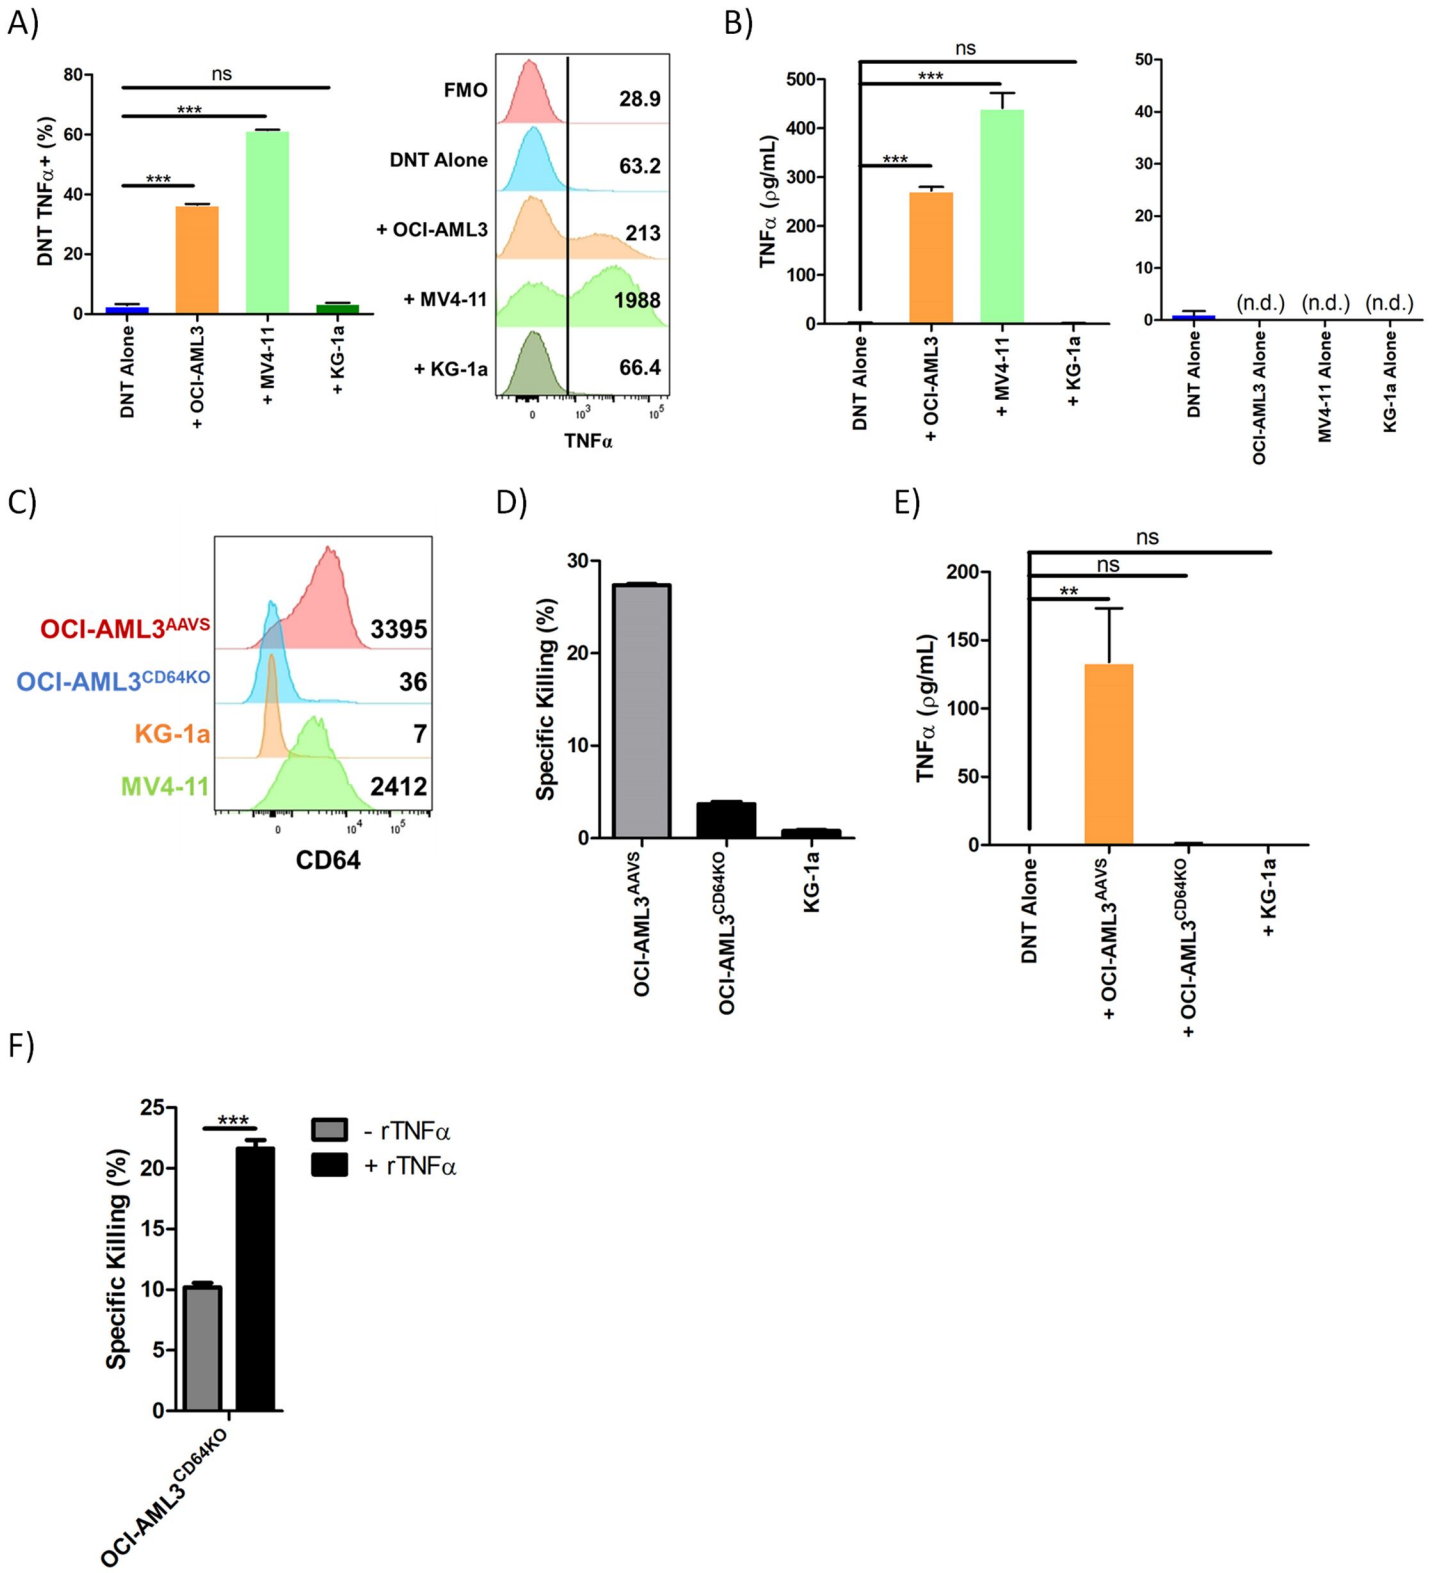 A)
DNT TNFα+ (%)
80
60
40
20
0
ns
***
***
DNT Alone
+ OCI-AML3
+ MV4-11
+ KG-1a
FMO 28.9
DNT Alone 63.2
+ OCI-AML3 213
+ MV4-11 1988
+ KG-1a 66.4
0 10³ 10⁵
TNFα
B)
TNFα (ρg/mL)
500
400
300
200
100
0
ns
***
***
DNT Alone
+ OCI-AML3
+ MV4-11
+ KG-1a
50
40
30
20
10
0
(n.d.) (n.d.) (n.d.)
DNT Alone
OCI-AML3 Alone
MV4-11 Alone
KG-1a Alone
C)
OCI-AML3ᴬᴬⱽˢ 3395
OCI-AML3CD64KO 36
KG-1a 7
MV4-11 2412
0 10⁴ 10⁵
CD64
D)
Specific Killing (%)
30
20
10
0
OCI-AML3AAVS
OCI-AML3CD64KO
KG-1a
E)
TNFα (ρg/mL)
200
150
100
50
0
ns
ns
**
DNT Alone
+ OCI-AML3AAVS
+ OCI-AML3CD64KO
+ KG-1a
F)
Specific Killing (%)
25
20
15
10
5
0
***
- rTNFα
+ rTNFα
OCI-AML3CD64KO